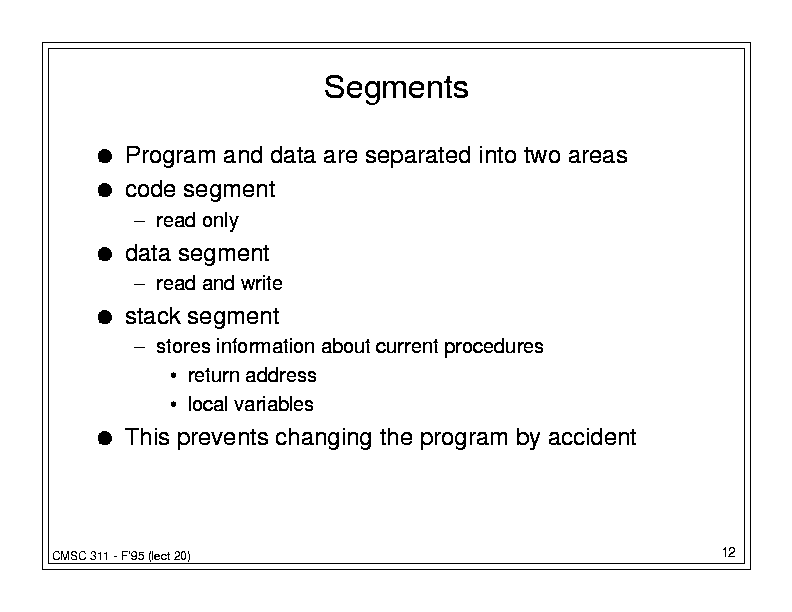 Segments
● Program and data are separated into two areas
● code segment
– read only
● data segment
– read and write
● stack segment
– stores information about current procedures
• return address
• local variables
● This prevents changing the program by accident
CMSC 311 - F'95 (lect 20)
12